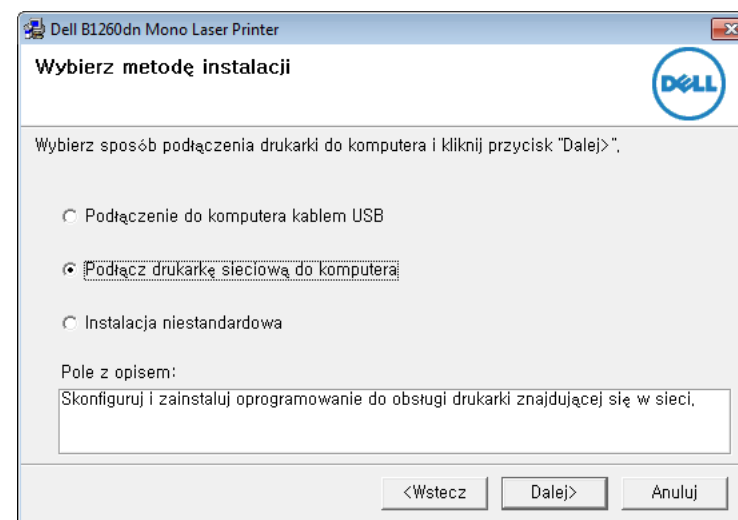 Dell B1260dn Mono Laser Printer
Wybierz metodę instalacji
DELL
Wybierz sposób podłączenia drukarki do komputera i kliknij przycisk "Dalej>",
Podłączenie do komputera kablem USB
Podłącz drukarkę sieciową do komputera
Instalacja niestandardowa
Pole z opisem:
Skonfiguruj i zainstaluj oprogramowanie do obsługi drukarki znajdującej się w sieci,
<Wstecz Dalej> Anuluj